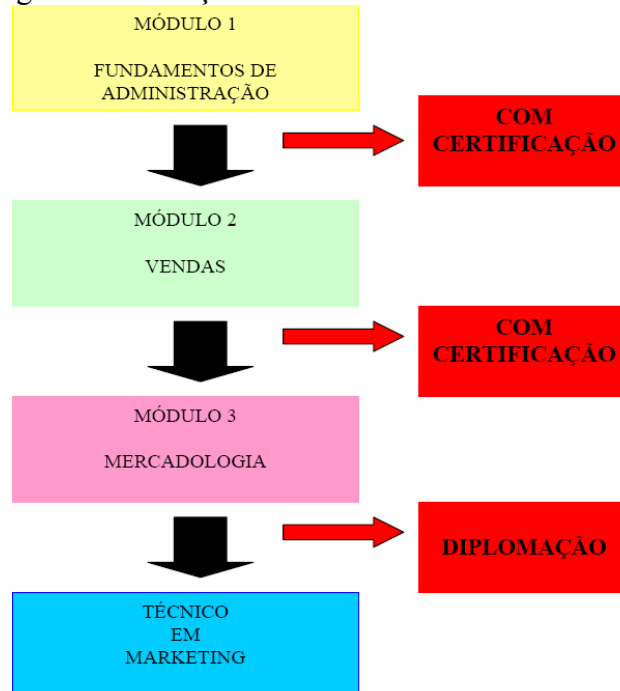 MÓDULO 1
FUNDAMENTOS DE
ADMINISTRAÇÃO
COM
CERTIFICAÇÃO
MÓDULO 2
VENDAS
COM
CERTIFICAÇÃO
MÓDULO 3
MERCADOLOGIA
DIPLOMAÇÃO
TÉCNICO
EM
MARKETING